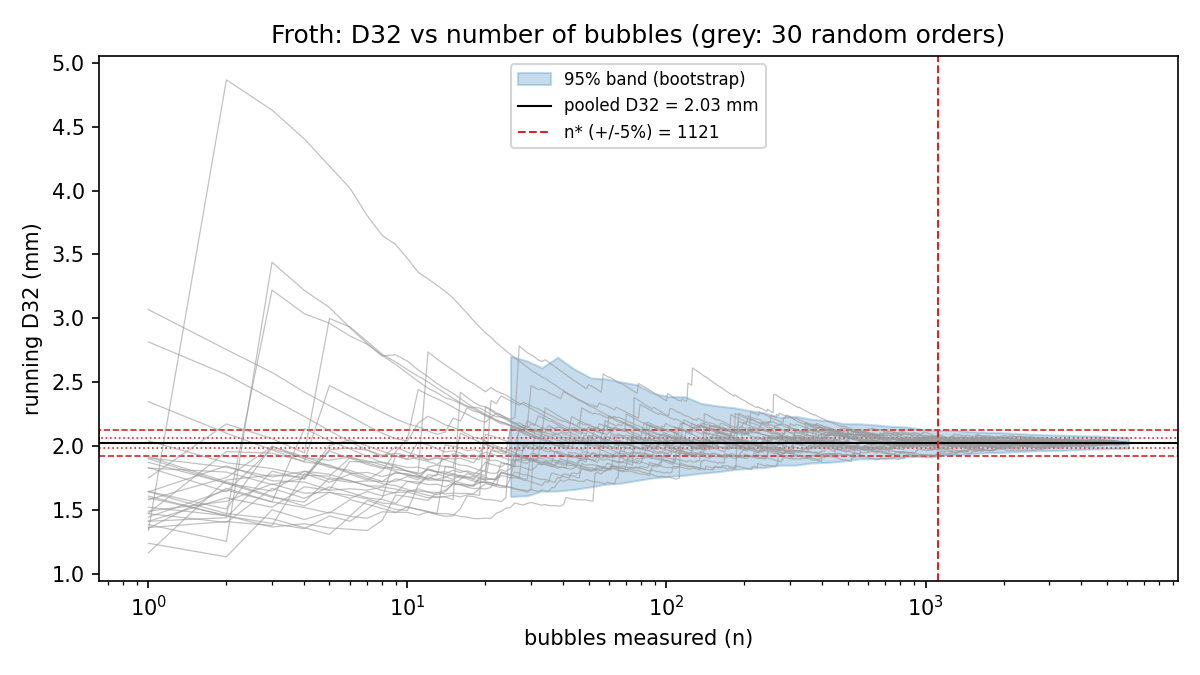 Froth: D32 vs number of bubbles (grey: 30 random orders)
95% band (bootstrap)
pooled D32 = 2.03 mm
n* (+/-5%) = 1121
running D32 (mm)
5.0
4.5
4.0
3.5
3.0
2.5
2.0
1.5
1.0
10⁰ 10¹ 10² 10³
bubbles measured (n)